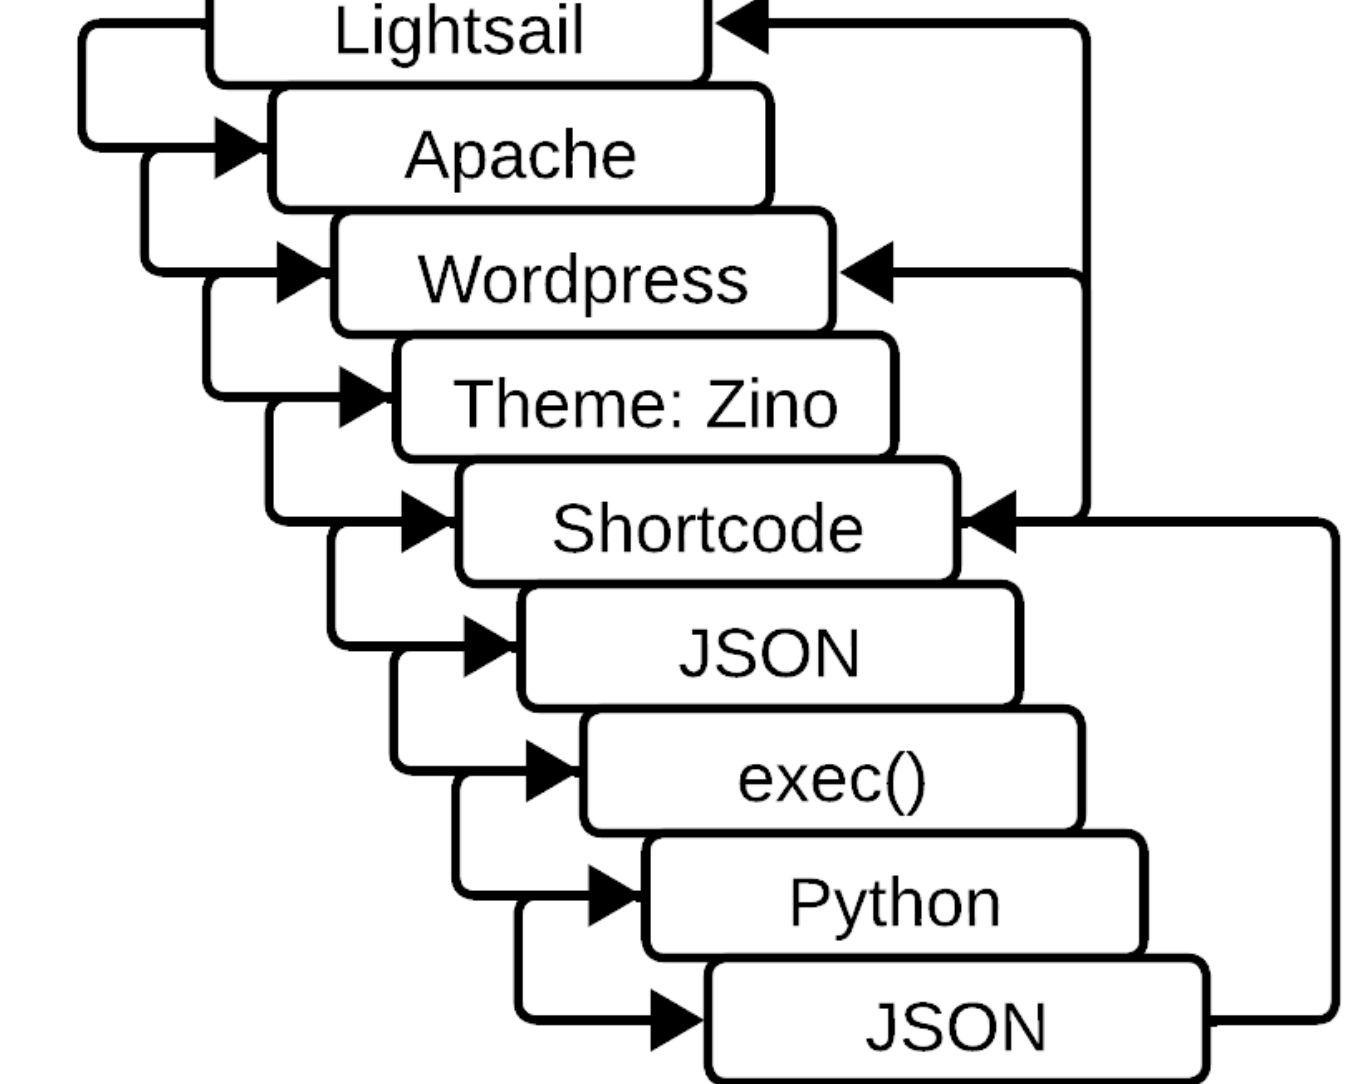 Lightsail
Apache
Wordpress
Theme: Zino
Shortcode
JSON
exec()
Python
JSON